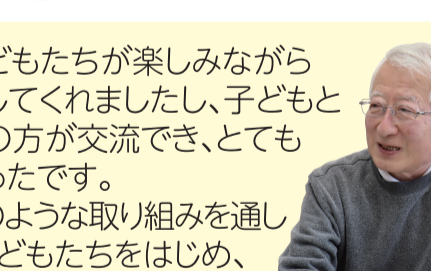 どもたちが楽しみながら
してくれましたし、子どもと
の方が交流でき、とても
ったです。
のような取り組みを通し
どもたちをはじめ、